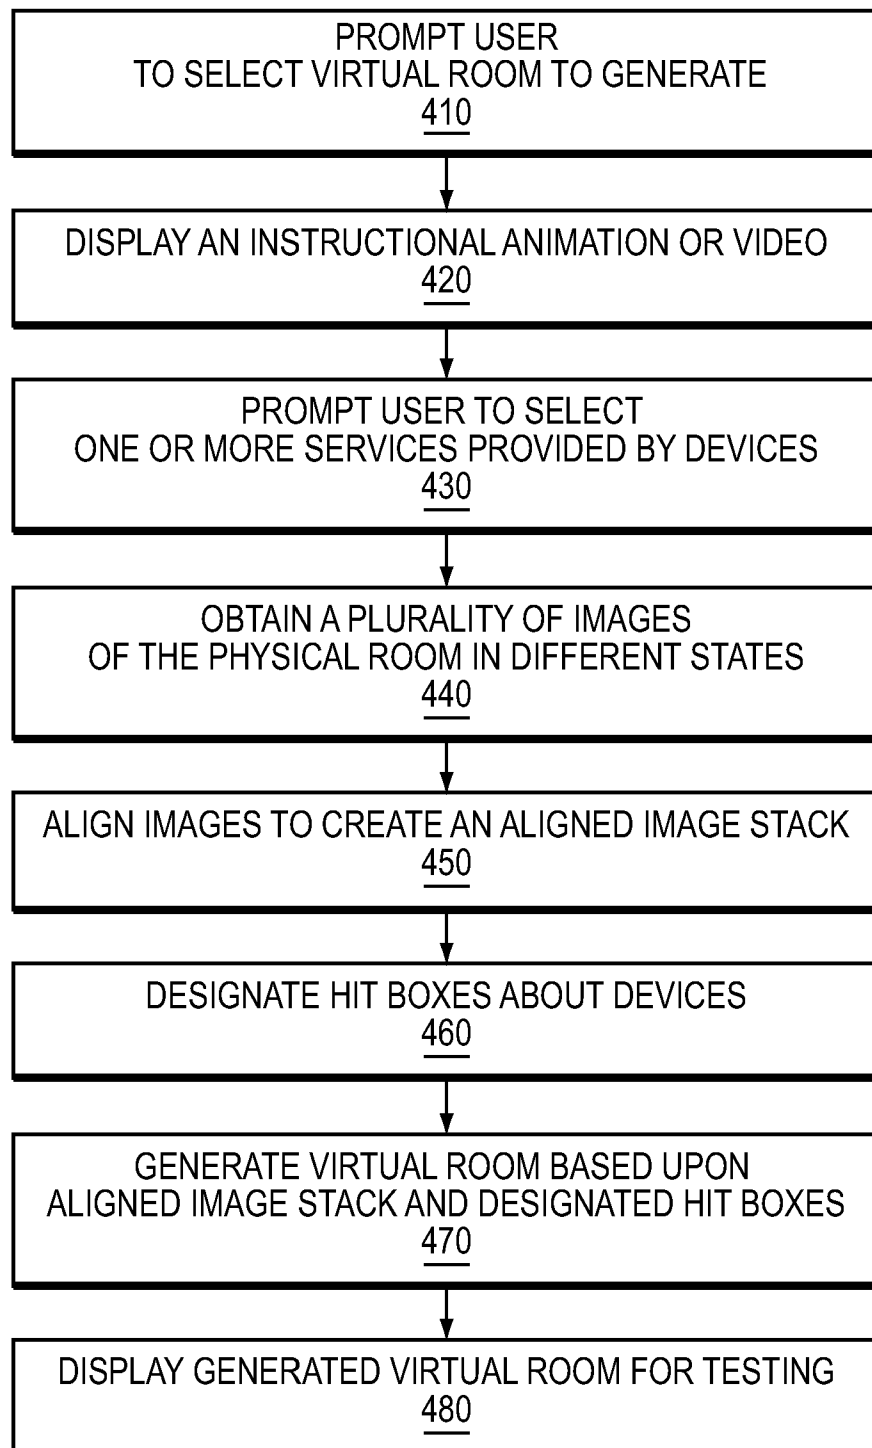 PROMPT USER
TO SELECT VIRTUAL ROOM TO GENERATE
410
DISPLAY AN INSTRUCTIONAL ANIMATION OR VIDEO
420
PROMPT USER TO SELECT
ONE OR MORE SERVICES PROVIDED BY DEVICES
430
OBTAIN A PLURALITY OF IMAGES
OF THE PHYSICAL ROOM IN DIFFERENT STATES
440
ALIGN IMAGES TO CREATE AN ALIGNED IMAGE STACK
450
DESIGNATE HIT BOXES ABOUT DEVICES
460
GENERATE VIRTUAL ROOM BASED UPON
ALIGNED IMAGE STACK AND DESIGNATED HIT BOXES
470
DISPLAY GENERATED VIRTUAL ROOM FOR TESTING
480